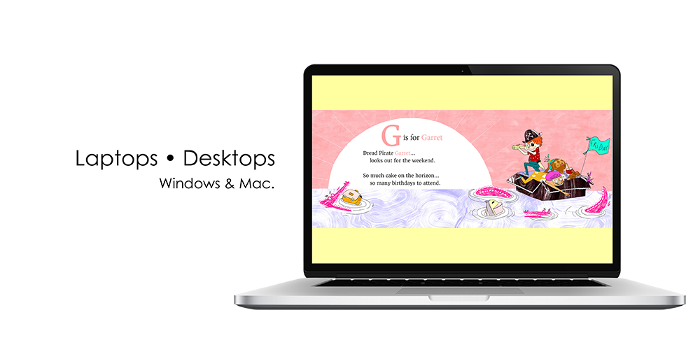 Laptops • Desktops
Windows & Mac.
G is for Garret
Dread Pirate Garret...
looks out for the weekend.
So much cake on the horizon...
so many birthdays to attend.